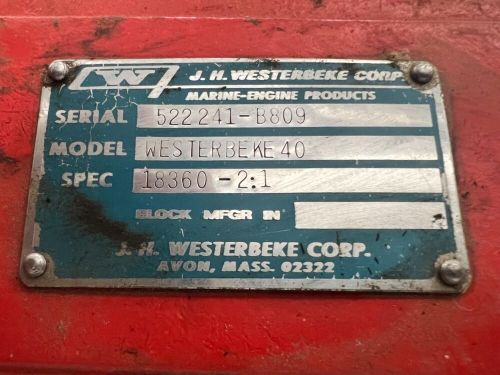 W J. H. WESTERBEKE CORP.
MARINE-ENGINE PRODUCTS
SERIAL 522241-B809
MODEL WESTERBEKE 40
SPEC 18360-2:1
BLOCK MFGR IN
J. H. WESTERBEKE CORP.
AVON, MASS. 02322